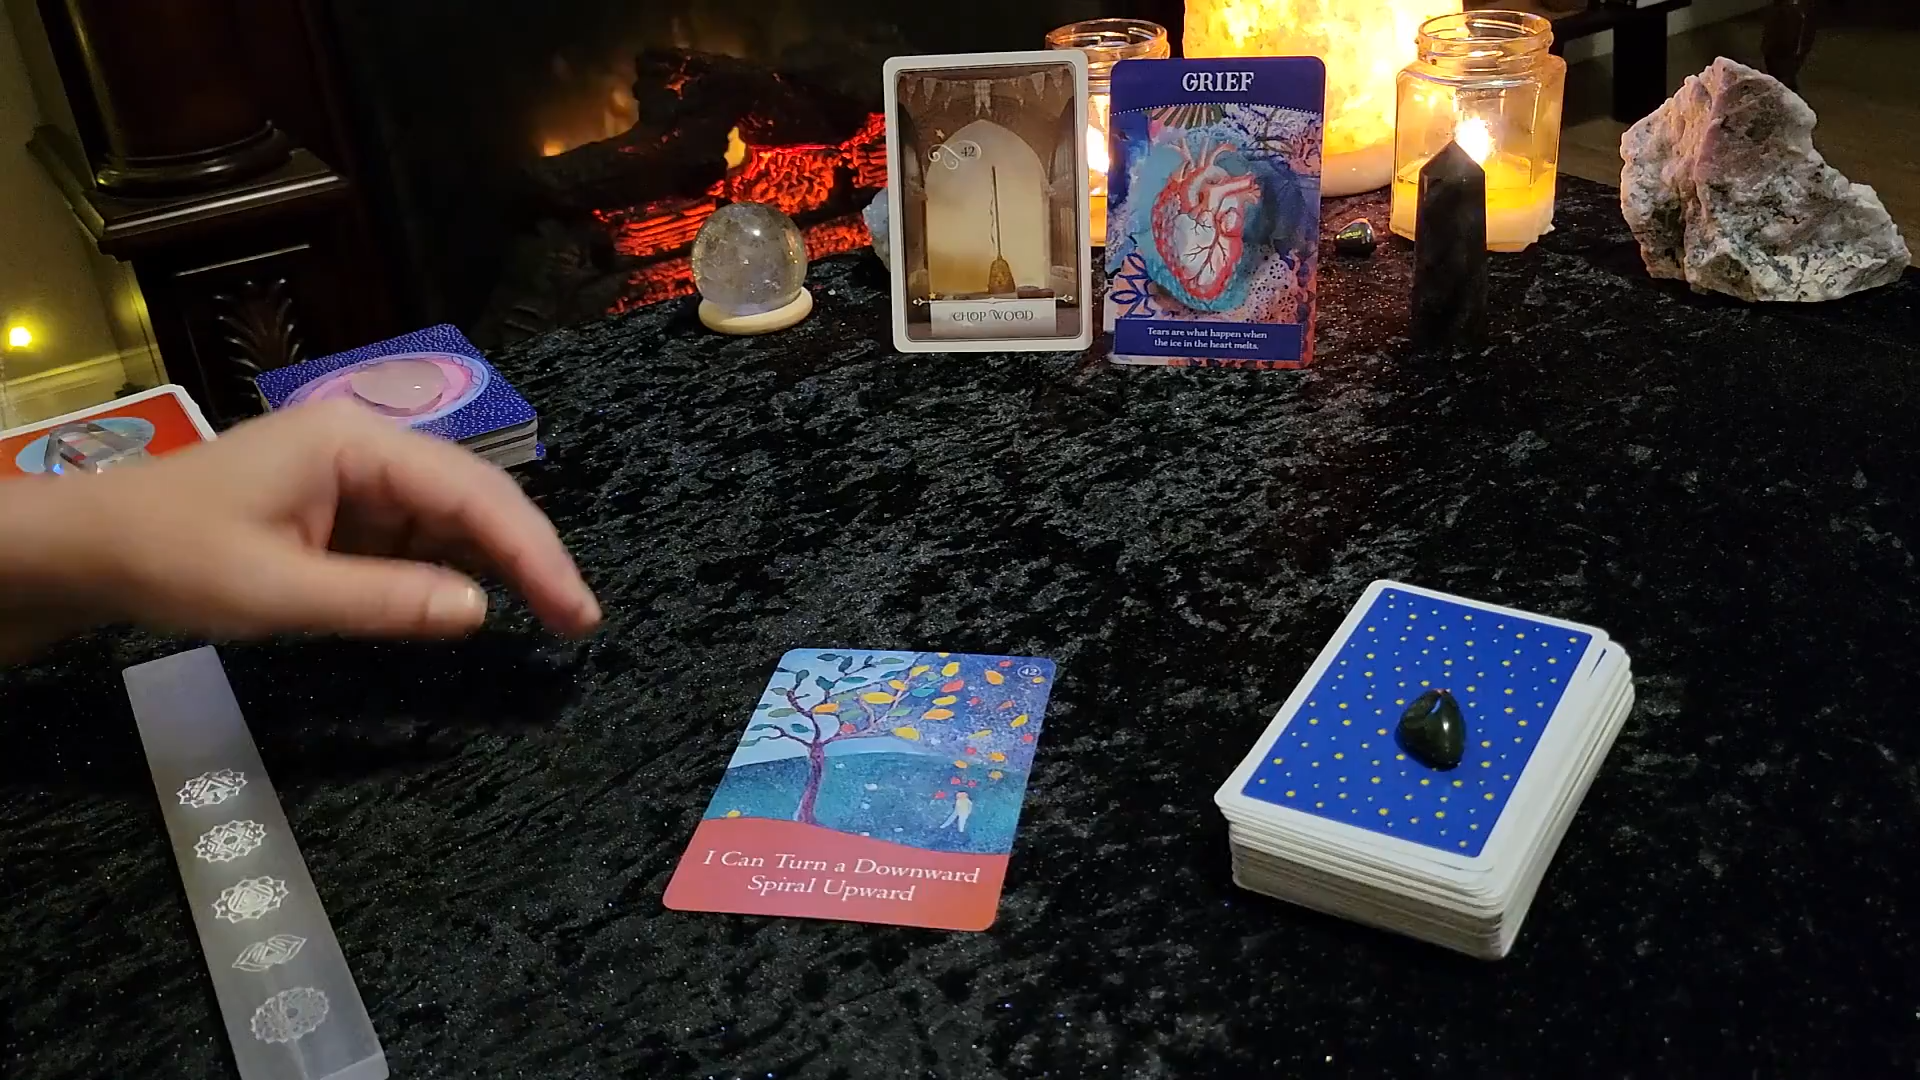 42
CHOP WOOD
GRIEF
Tears are what happen when
the ice in the heart melts.
42
I Can Turn a Downward
Spiral Upward